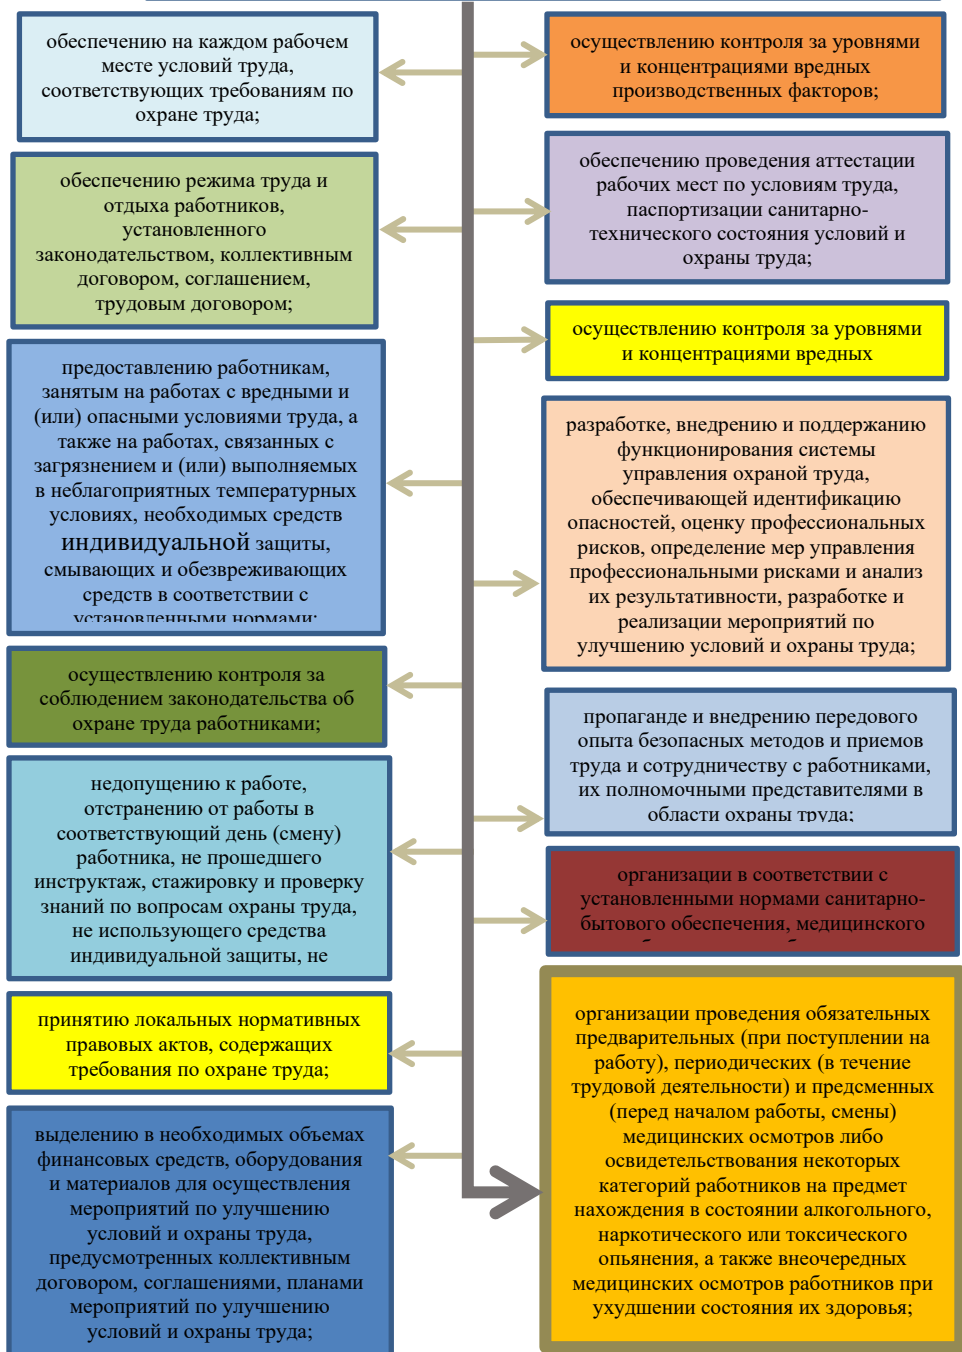 обеспечению на каждом рабочем
месте условий труда,
соответствующих требованиям по
охране труда;
обеспечению режима труда и
отдыха работников,
установленного
законодательством, коллективным
договором, соглашением,
трудовым договором;
предоставлению работникам,
занятым на работах с вредными и
(или) опасными условиями труда, а
также на работах, связанных с
загрязнением и (или) выполняемых
в неблагоприятных температурных
условиях, необходимых средств
индивидуальной защиты,
смывающих и обезвреживающих
средств в соответствии с
установленными нормами;
осуществлению контроля за
соблюдением законодательства об
охране труда работниками;
недопущению к работе,
отстранению от работы в
соответствующий день (смену)
работника, не прошедшего
инструктаж, стажировку и проверку
знаний по вопросам охраны труда,
не использующего средства
индивидуальной защиты, не
принятию локальных нормативных
правовых актов, содержащих
требования по охране труда;
выделению в необходимых объемах
финансовых средств, оборудования
и материалов для осуществления
мероприятий по улучшению
условий и охраны труда,
предусмотренных коллективным
договором, соглашениями, планами
мероприятий по улучшению
условий и охраны труда;
осуществлению контроля за уровнями
и концентрациями вредных
производственных факторов;
обеспечению проведения аттестации
рабочих мест по условиям труда,
паспортизации санитарно-
технического состояния условий и
охраны труда;
осуществлению контроля за уровнями
и концентрациями вредных
разработке, внедрению и поддержанию
функционирования системы
управления охраной труда,
обеспечивающей идентификацию
опасностей, оценку профессиональных
рисков, определение мер управления
профессиональными рисками и анализ
их результативности, разработке и
реализации мероприятий по
улучшению условий и охраны труда;
пропаганде и внедрению передового
опыта безопасных методов и приемов
труда и сотрудничеству с работниками,
их полномочными представителями в
области охраны труда;
организации в соответствии с
установленными нормами санитарно-
бытового обеспечения, медицинского
организации проведения обязательных
предварительных (при поступлении на
работу), периодических (в течение
трудовой деятельности) и предсменных
(перед началом работы, смены)
медицинских осмотров либо
освидетельствования некоторых
категорий работников на предмет
нахождения в состоянии алкогольного,
наркотического или токсического
опьянения, а также внеочередных
медицинских осмотров работников при
ухудшении состояния их здоровья;